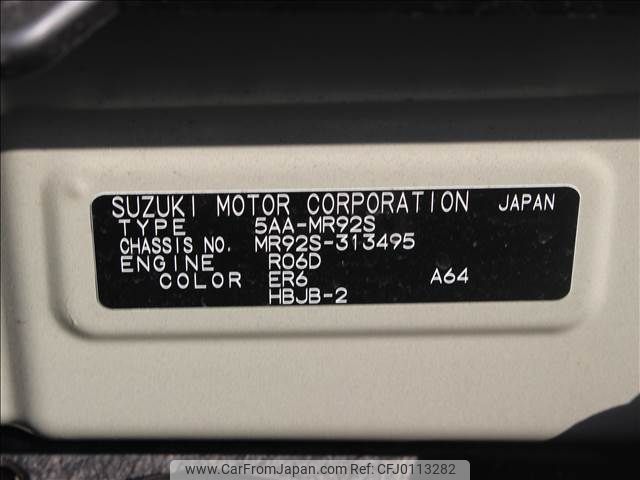 SUZUKI MOTOR CORPORATION JAPAN
TYPE 5AA-MR92S
CHASSIS NO. MR92S-313495
ENGINE R06D
COLOR ER6 A64
HBJB-2
www.CarFromJapan.com | ref:0113282